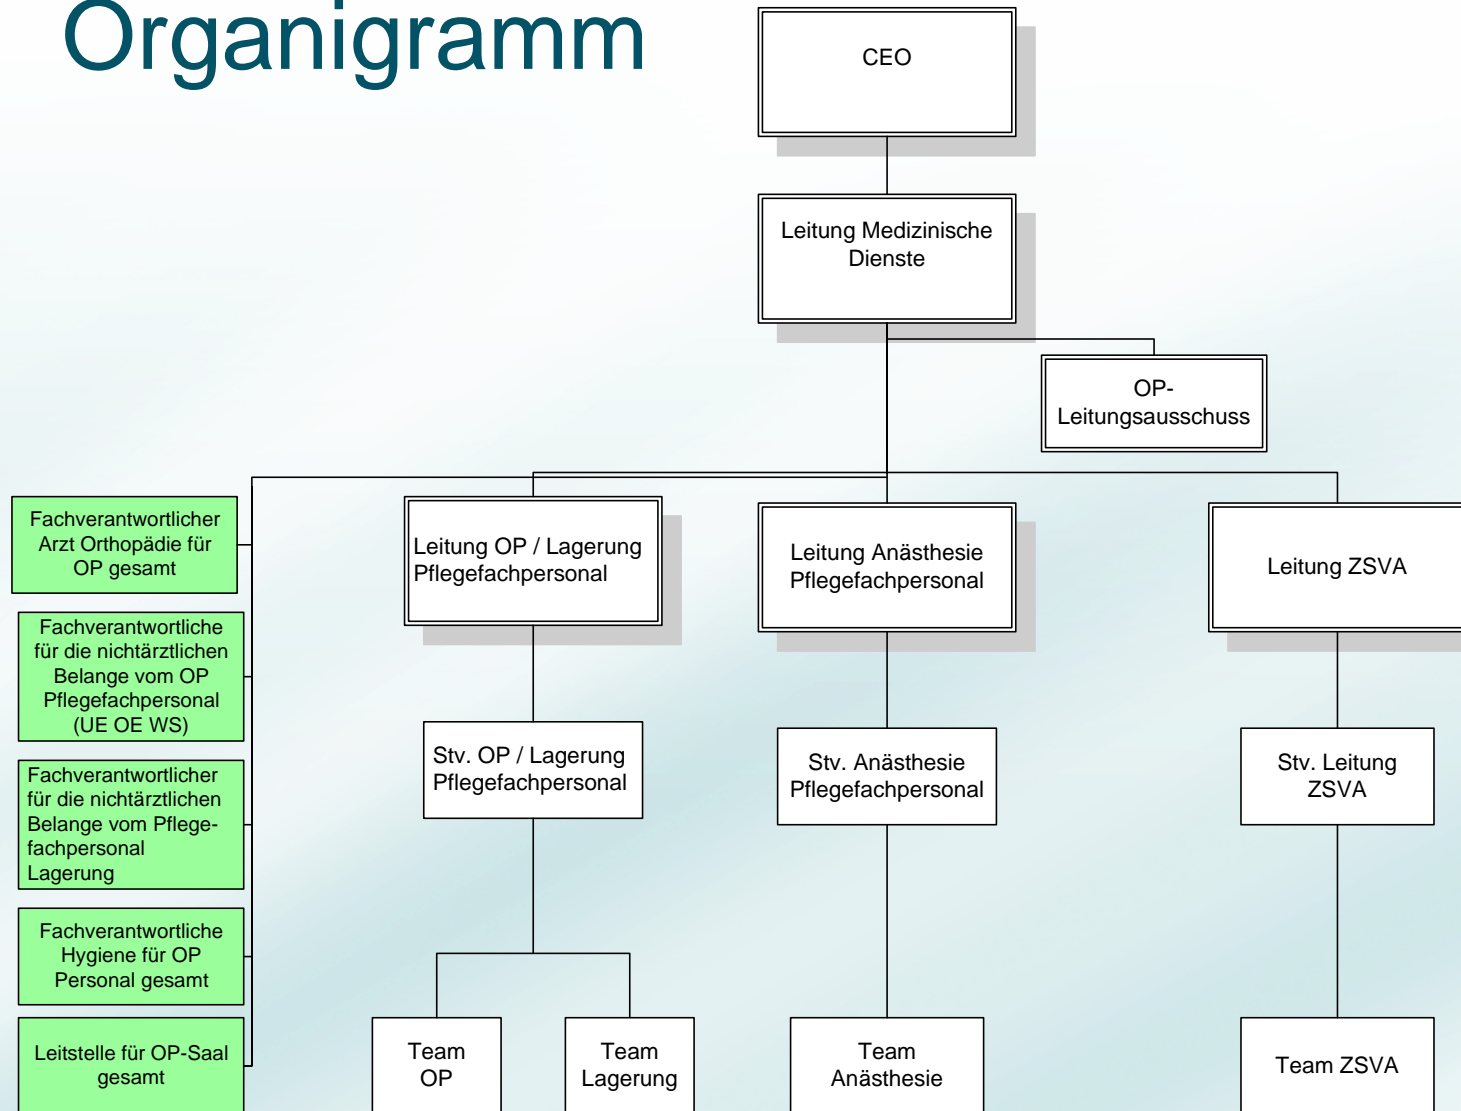 Organigramm
CEO
Leitung Medizinische
Dienste
OP-
Leitungsausschuss
Fachverantwortlicher
Arzt Orthopädie für
OP gesamt
Leitung OP / Lagerung
Pflegefachpersonal
Leitung Anästhesie
Pflegefachpersonal
Leitung ZSVA
Fachverantwortliche
für die nichtärztlichen
Belange vom OP
Pflegefachpersonal
(UE OE WS)
Stv. OP / Lagerung
Pflegefachpersonal
Stv. Anästhesie
Pflegefachpersonal
Stv. Leitung
ZSVA
Fachverantwortlicher
für die nichtärztlichen
Belange vom Pflege-
fachpersonal
Lagerung
Fachverantwortliche
Hygiene für OP
Personal gesamt
Leitstelle für OP-Saal
gesamt
Team
OP
Team
Lagerung
Team
Anästhesie
Team ZSVA